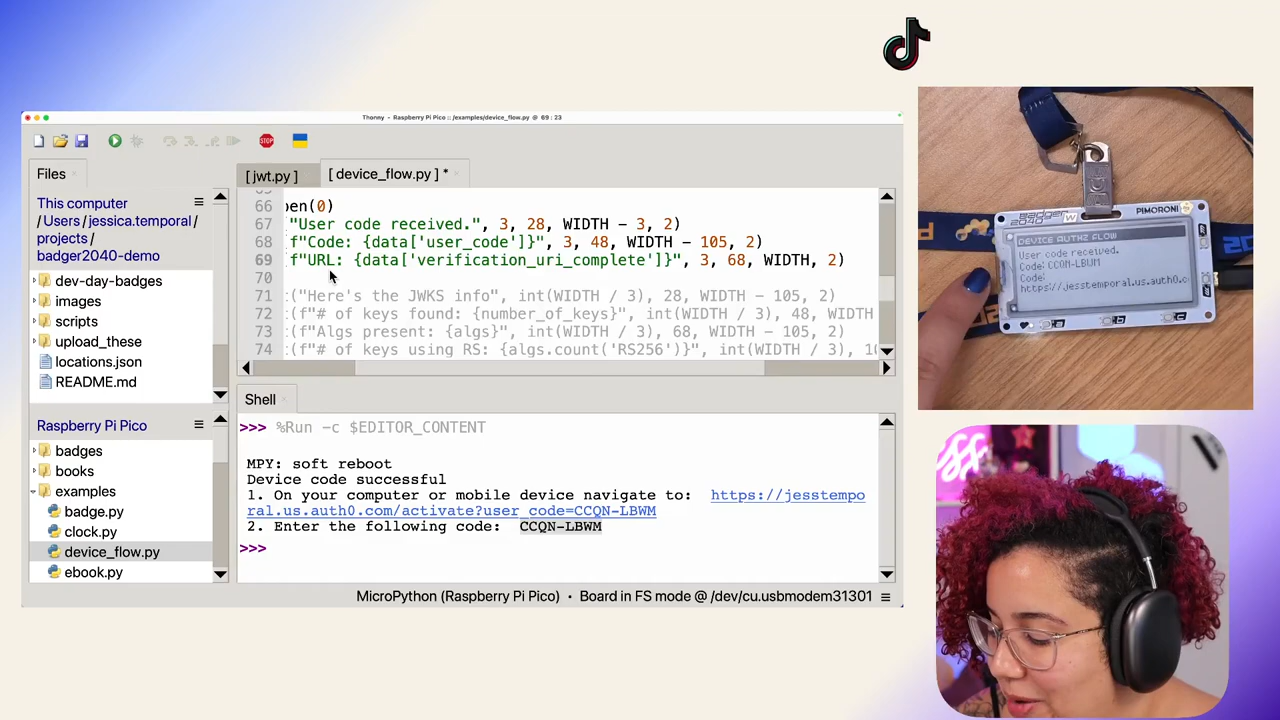 Thonny - Raspberry Pi Pico :: /examples/device_flow.py @ 69 : 23
Files
This computer
/ Users / jessica.temporal /
projects /
badger2040-demo
dev-day-badges
images
scripts
upload_these
locations.json
README.md
Raspberry Pi Pico
badges
books
examples
badge.py
clock.py
device_flow.py
ebook.py
[ jwt.py ]
[ device_flow.py ] *
66 pen(0)
67 "User code received.", 3, 28, WIDTH - 3, 2)
68 f"Code: {data['user_code']}", 3, 48, WIDTH - 105, 2)
69 f"URL: {data['verification_uri_complete']}", 3, 68, WIDTH, 2)
70
71 t("Here's the JWKS info", int(WIDTH / 3), 28, WIDTH - 105, 2)
72 t(f"# of keys found: {number_of_keys}", int(WIDTH / 3), 48, WIDTH
73 t(f"Algs present: {algs}", int(WIDTH / 3), 68, WIDTH - 105, 2)
74 t(f"# of keys using RS: {algs.count('RS256')}", int(WIDTH / 3), 10
Shell
>>> %Run -c $EDITOR_CONTENT
MPY: soft reboot
Device code successful
1. On your computer or mobile device navigate to: https://jesstempo
ral.us.auth0.com/activate?user_code=CCQN-LBWM
2. Enter the following code: CCQN-LBWM
>>>
MicroPython (Raspberry Pi Pico) • Board in FS mode @ /dev/cu.usbmodem31301
STOP
badger
2040 W
PIMORONI
DEVICE AUTHZ FLOW
User code received.
Code: CCQN-LBWM
Code:
https://jesstemporal.us.auth0.c
a
b
c